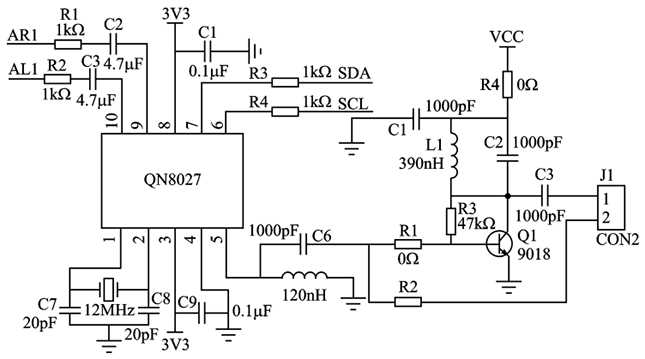 3V3
R1
1kΩ
C2
4.7μF
AR1
C1
0.1μF
AL1
R2
1kΩ
C3
4.7μF
R3
1kΩ
SDA
R4
1kΩ
SCL
10
9
8
7
6
QN8027
1
2
3
4
5
12MHz
C7
20pF
C8
20pF
C9
0.1μF
3V3
1000pF
C6
120nH
VCC
R4
0Ω
1000pF
C1
L1
390nH
C2
1000pF
C3
1000pF
R3
47kΩ
R1
0Ω
R2
Q1
9018
J1
1
2
CON2